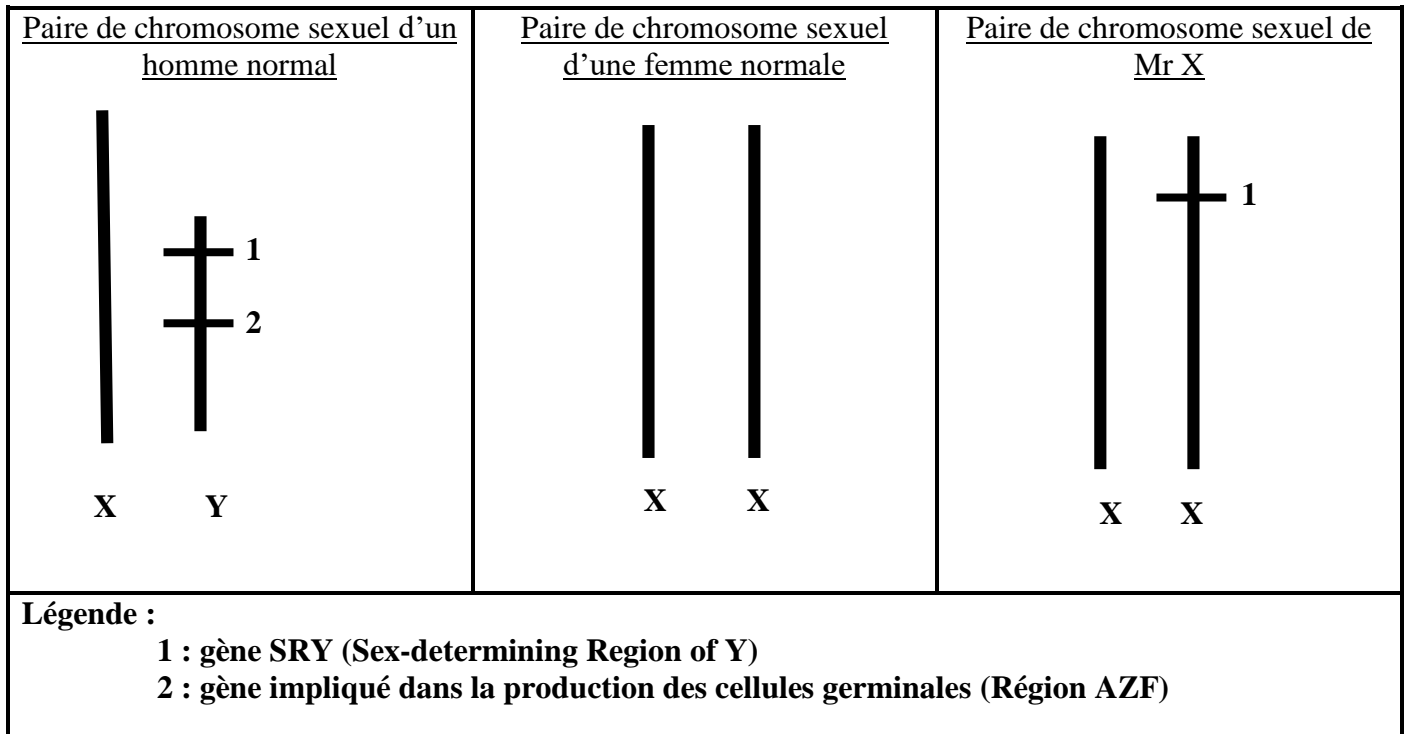 Paire de chromosome sexuel d'un
homme normal
Paire de chromosome sexuel
d'une femme normale
Paire de chromosome sexuel de
Mr X
1
2
X Y
X X
1
X X
Légende :
1 : gène SRY (Sex-determining Region of Y)
2 : gène impliqué dans la production des cellules germinales (Région AZF)